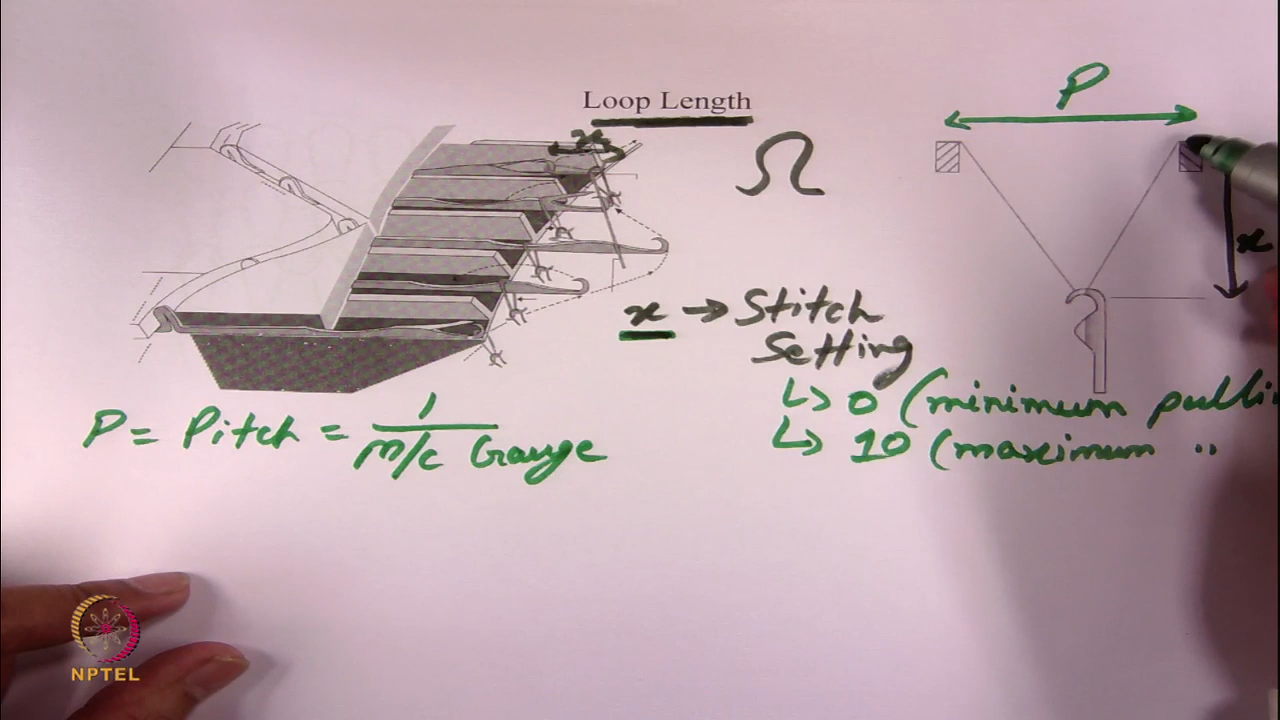 Loop Length
P
x
Ω
x
x → Stitch
Setting
↳ 0 (minimum pulli
↳ 10 (maximum "
P = Pitch = 1
m/c Gauge
NPTEL